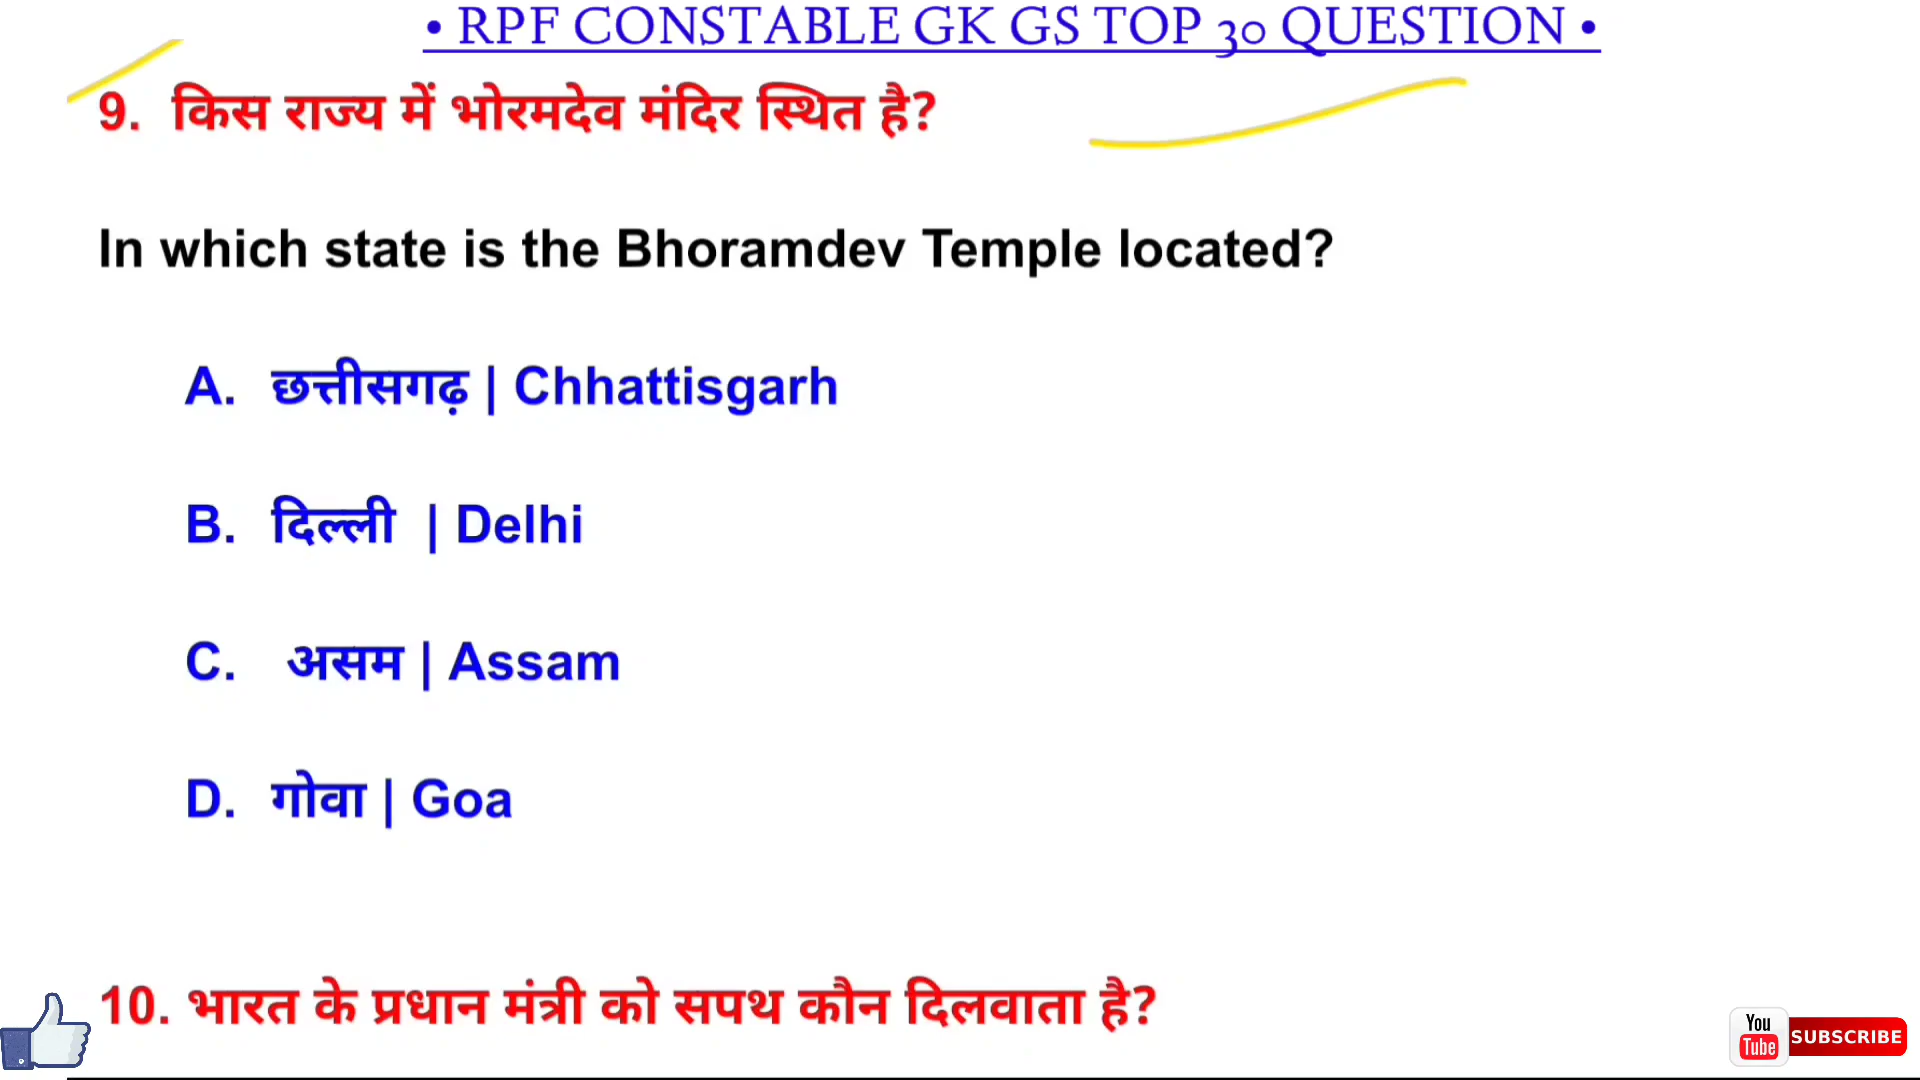 • RPF CONSTABLE GK GS TOP 30 QUESTION •
9. किस राज्य में भोरमदेव मंदिर स्थित है?
In which state is the Bhoramdev Temple located?
A. छत्तीसगढ़ | Chhattisgarh
B. दिल्ली | Delhi
C. असम | Assam
D. गोवा | Goa
10. भारत के प्रधान मंत्री को सपथ कौन दिलवाता है?
You Tube SUBSCRIBE